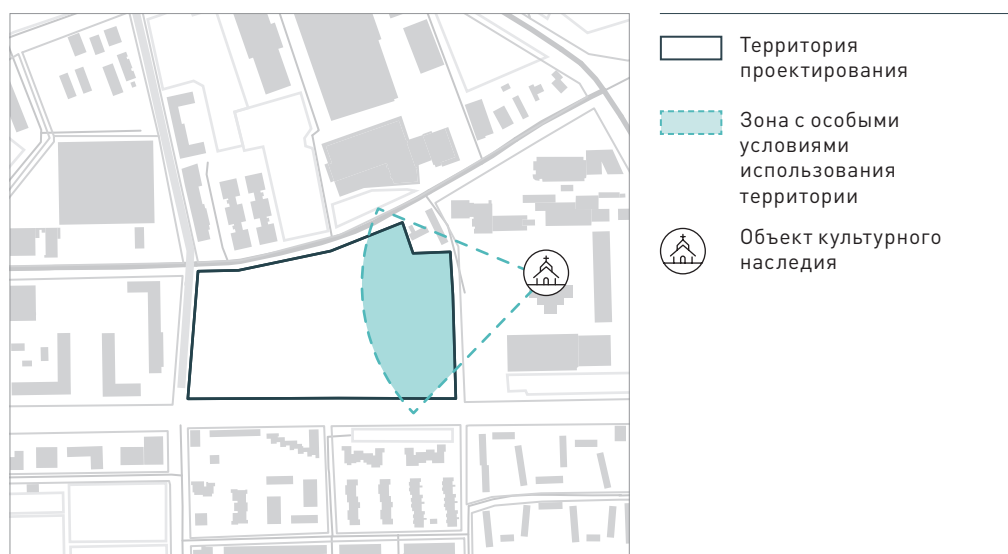 Территория
проектирования
Зона с особыми
условиями
использования
территории
Объект культурного
наследия